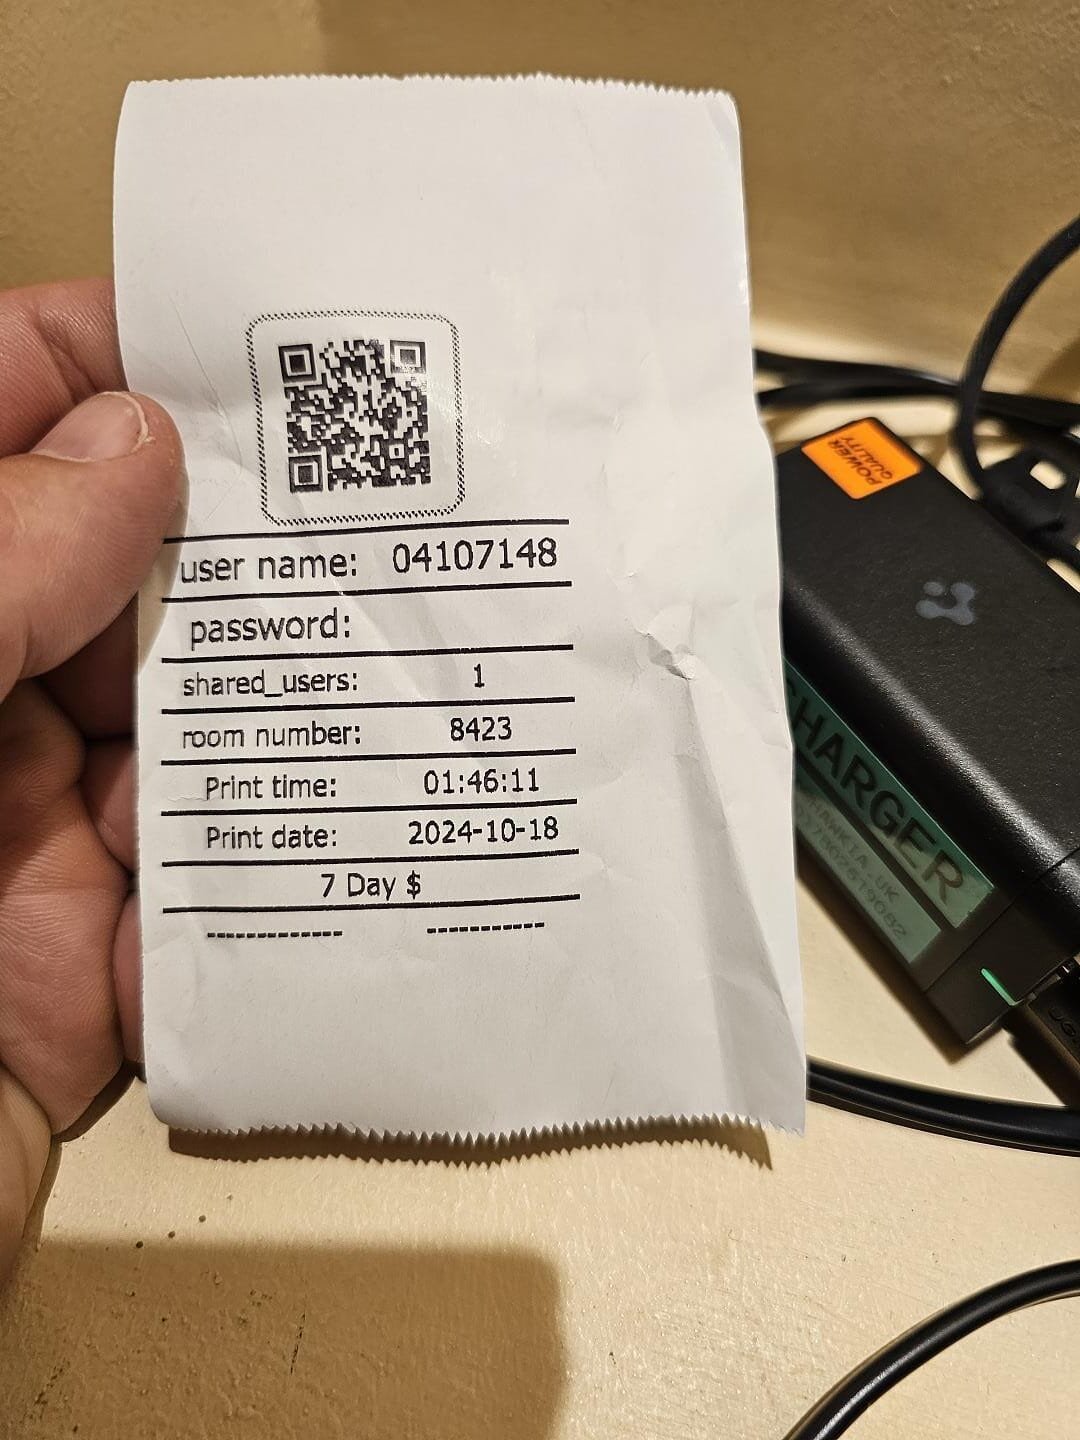 user name: 04107148
password:
shared_users: 1
room number: 8423
Print time: 01:46:11
Print date: 2024-10-18
7 Day $
------------- -----------
POWER
QUALITY
CHARGER